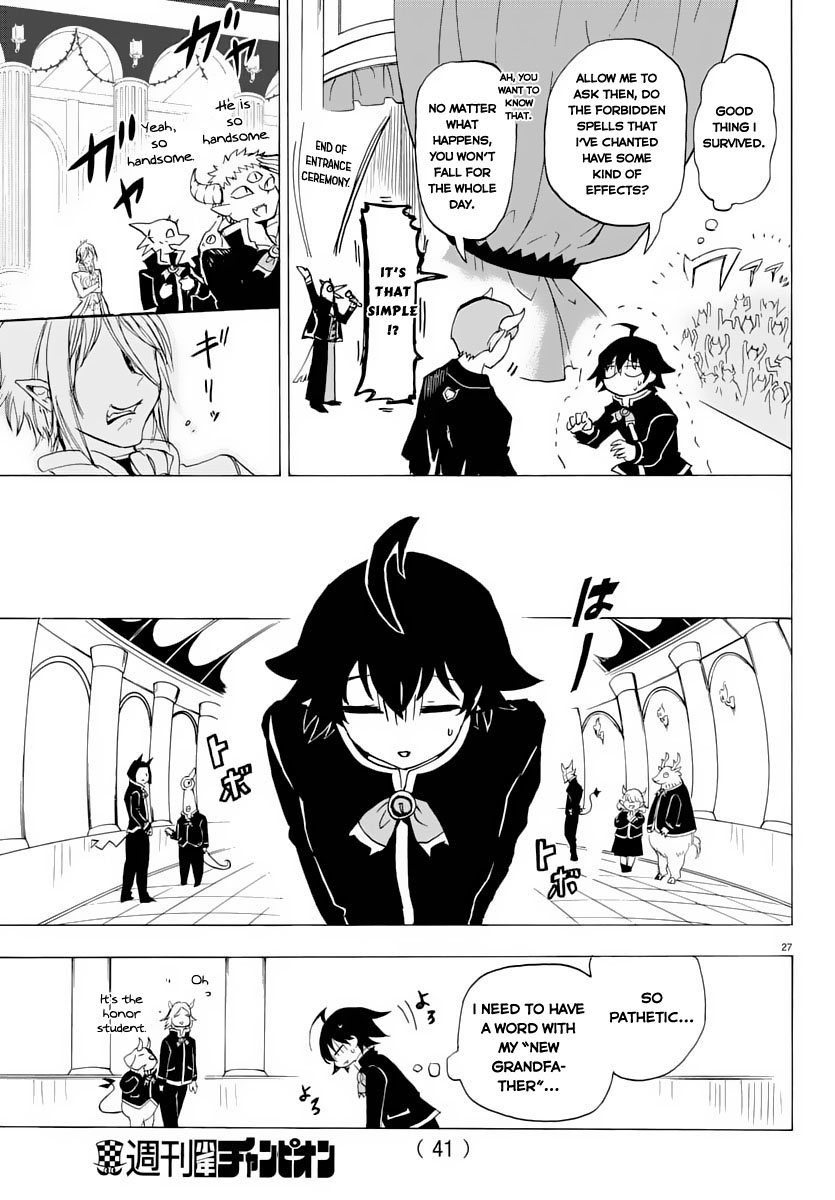 GOOD
THING I
SURVIVED.
ALLOW ME TO
ASK THEN, DO
THE FORBIDDEN
SPELLS THAT
I'VE CHANTED
HAVE SOME
KIND OF
EFFECTS?
AH, YOU
WANT TO
KNOW
THAT.
NO MATTER
WHAT
HAPPENS,
YOU WON'T
FALL FOR
THE WHOLE
DAY.
IT'S
THAT
SIMPLE
!?
END OF
ENTRANCE
CEREMONY.
ガヤ
ガヤ
He is
so
handsome.
Yeah,
so
handsome.
ギリッ
はー
トボ
トボ
27
SO
PATHETIC...
I NEED TO HAVE
A WORD WITH
MY "NEW
GRANDFA-
THER"...
よろ
よろ
Oh
It's the
honor
student.
( 41 )
週刊少年チャンピオン